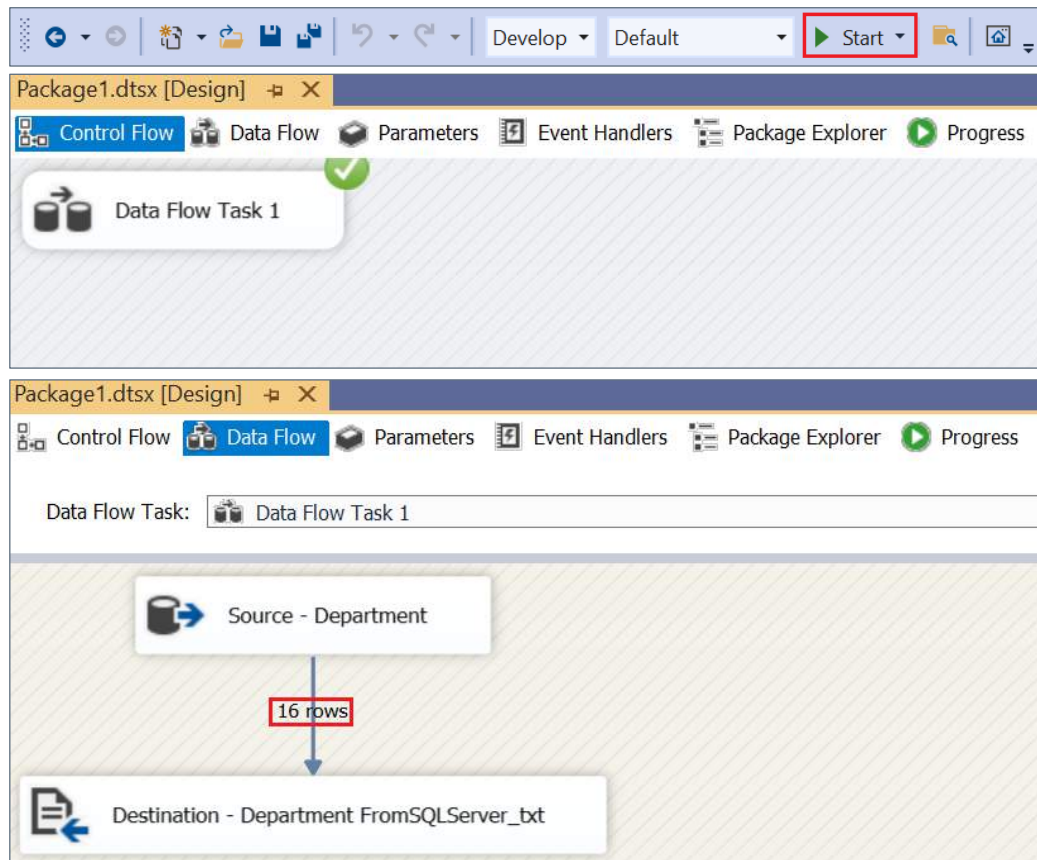 Develop Default Start
Package1.dtsx [Design]
Control Flow Data Flow Parameters Event Handlers Package Explorer Progress
Data Flow Task 1
Package1.dtsx [Design]
Control Flow Data Flow Parameters Event Handlers Package Explorer Progress
Data Flow Task: Data Flow Task 1
Source - Department
16 rows
Destination - Department FromSQLServer_txt